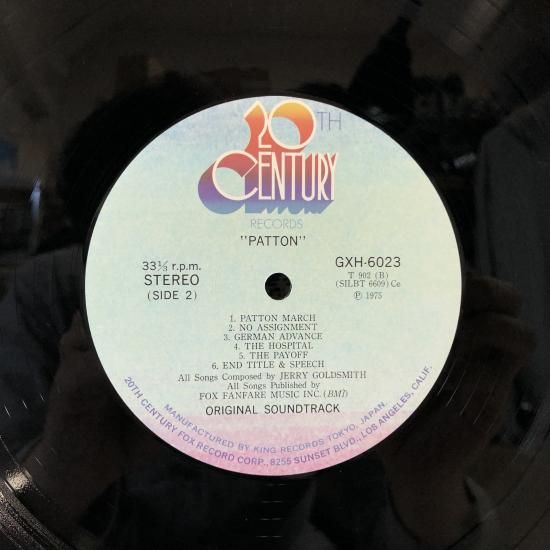 20TH
CENTURY
RECORDS
"PATTON"
33⅓ r.p.m.
STEREO
(SIDE 2)
GXH-6023
T 902 (B)
(SILBT 6609) Ce
Ⓟ 1975
1. PATTON MARCH
2. NO ASSIGNMENT
3. GERMAN ADVANCE
4. THE HOSPITAL
5. THE PAYOFF
6. END TITLE & SPEECH
All Songs Composed by JERRY GOLDSMITH
All Songs Published by
FOX FANFARE MUSIC INC. (BMI)
ORIGINAL SOUNDTRACK
MANUFACTURED BY KING RECORDS TOKYO, JAPAN.
20TH CENTURY FOX RECORD CORP., 8255 SUNSET BLVD., LOS ANGELES, CALIF.